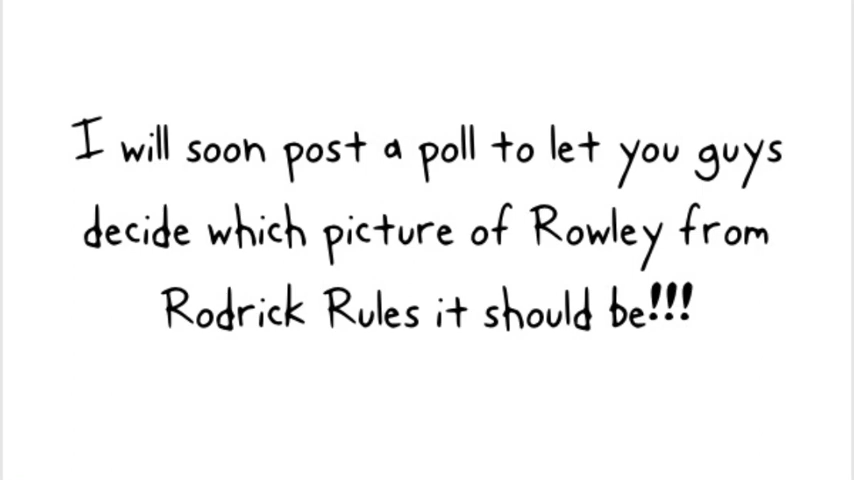 I will soon post a poll to let you guys
decide which picture of Rowley from
Rodrick Rules it should be!!!